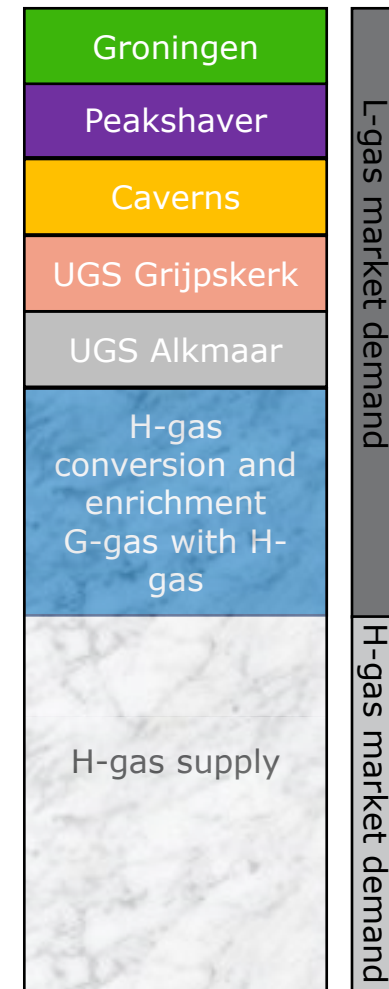 Groningen
Peakshaver
Caverns
UGS Grijpskerk
UGS Alkmaar
H-gas
conversion and
enrichment
G-gas with H-
gas
H-gas supply
L-gas market demand
H-gas market demand